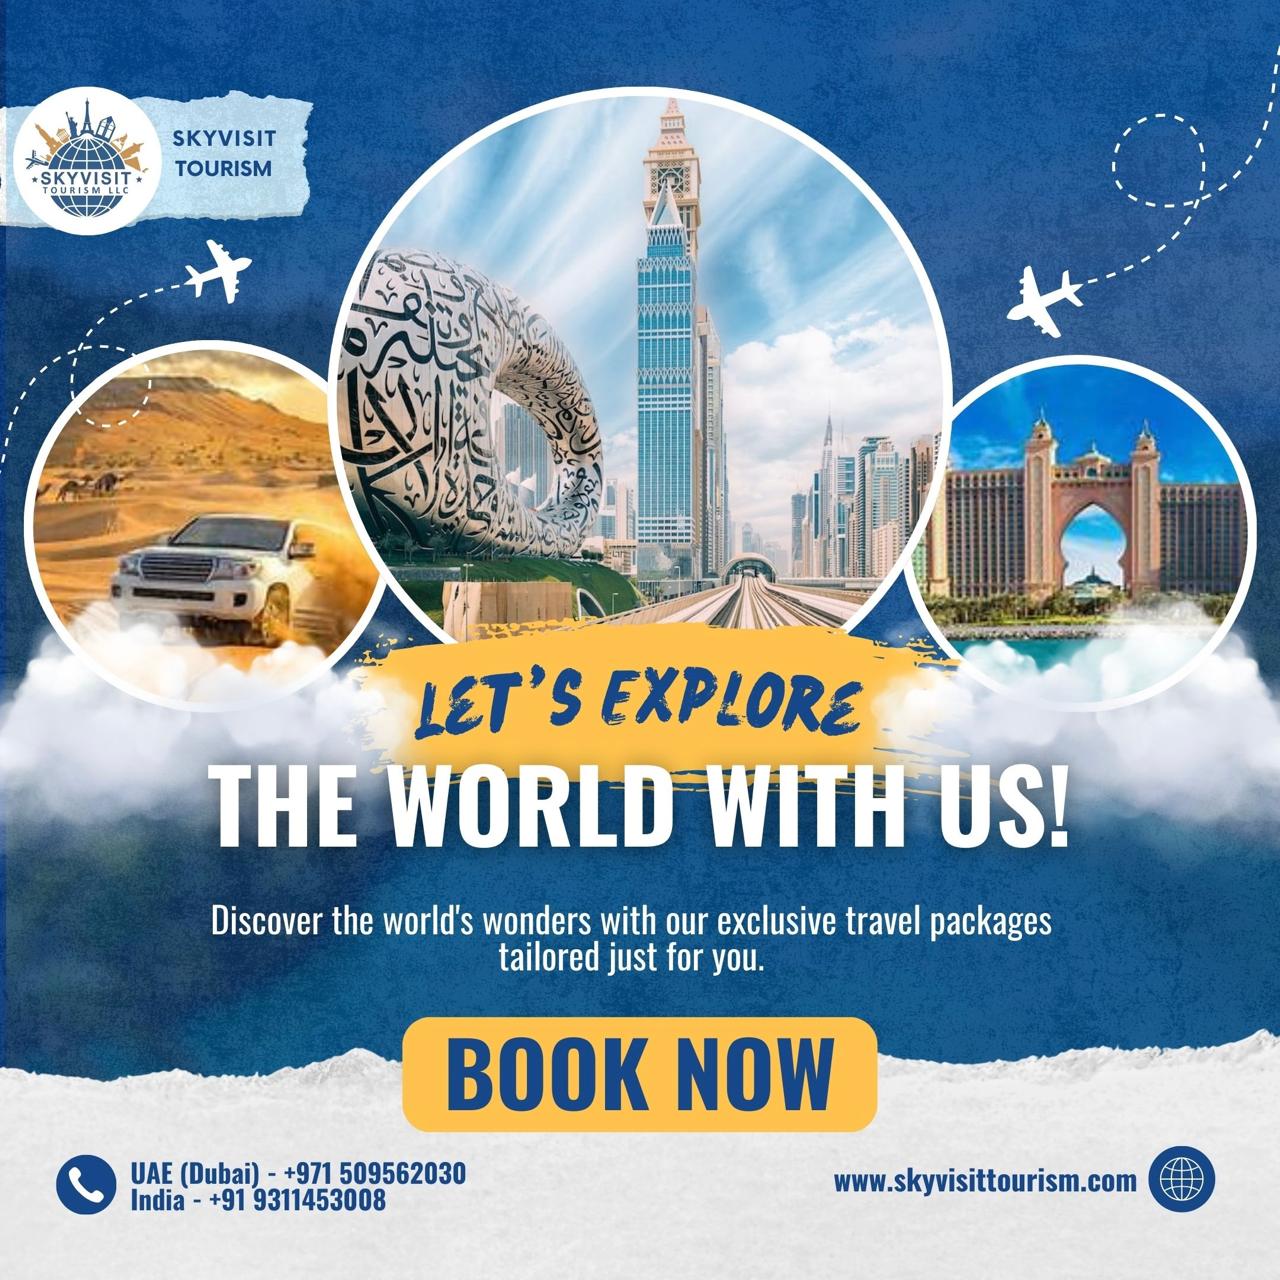 SKYVISIT
TOURISM LLC
SKYVISIT
TOURISM
LET'S EXPLORE
THE WORLD WITH US!
Discover the world's wonders with our exclusive travel packages
tailored just for you.
BOOK NOW
UAE (Dubai) - +971 509562030
India - +91 9311453008
www.skyvisittourism.com